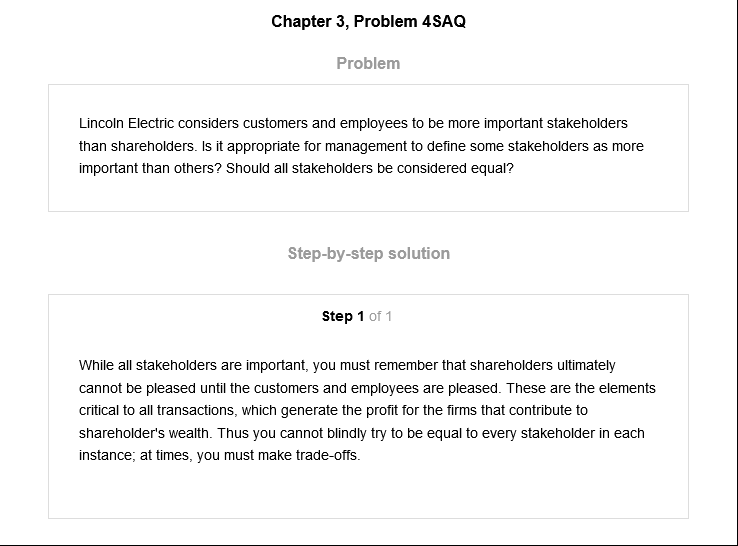 Chapter 3, Problem 4SAQ
Problem
Lincoln Electric considers customers and employees to be more important stakeholders
than shareholders. Is it appropriate for management to define some stakeholders as more
important than others? Should all stakeholders be considered equal?
Step-by-step solution
Step 1 of 1
While all stakeholders are important, you must remember that shareholders ultimately
cannot be pleased until the customers and employees are pleased. These are the elements
critical to all transactions, which generate the profit for the firms that contribute to
shareholder's wealth. Thus you cannot blindly try to be equal to every stakeholder in each
instance; at times, you must make trade-offs.